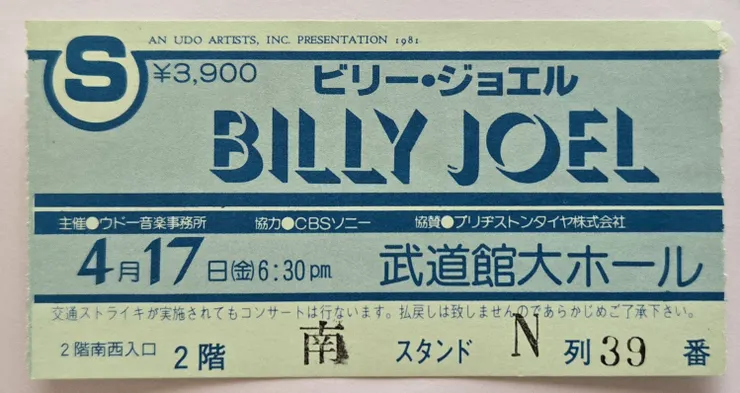 AN UDO ARTISTS, INC. PRESENTATION 1981
S ¥3,900 ビリー・ジョエル
BILLY JOEL
主催●ウドー音楽事務所 協力●CBSソニー 協賛●ブリヂストンタイヤ株式会社
4月17日(金)6:30pm 武道館大ホール
交通ストライキが実施されてもコンサートは行ないます。払戻しは致しませんのであらかじめご了承下さい。
2階南西入口 2階 南 スタンド N 列 39 番